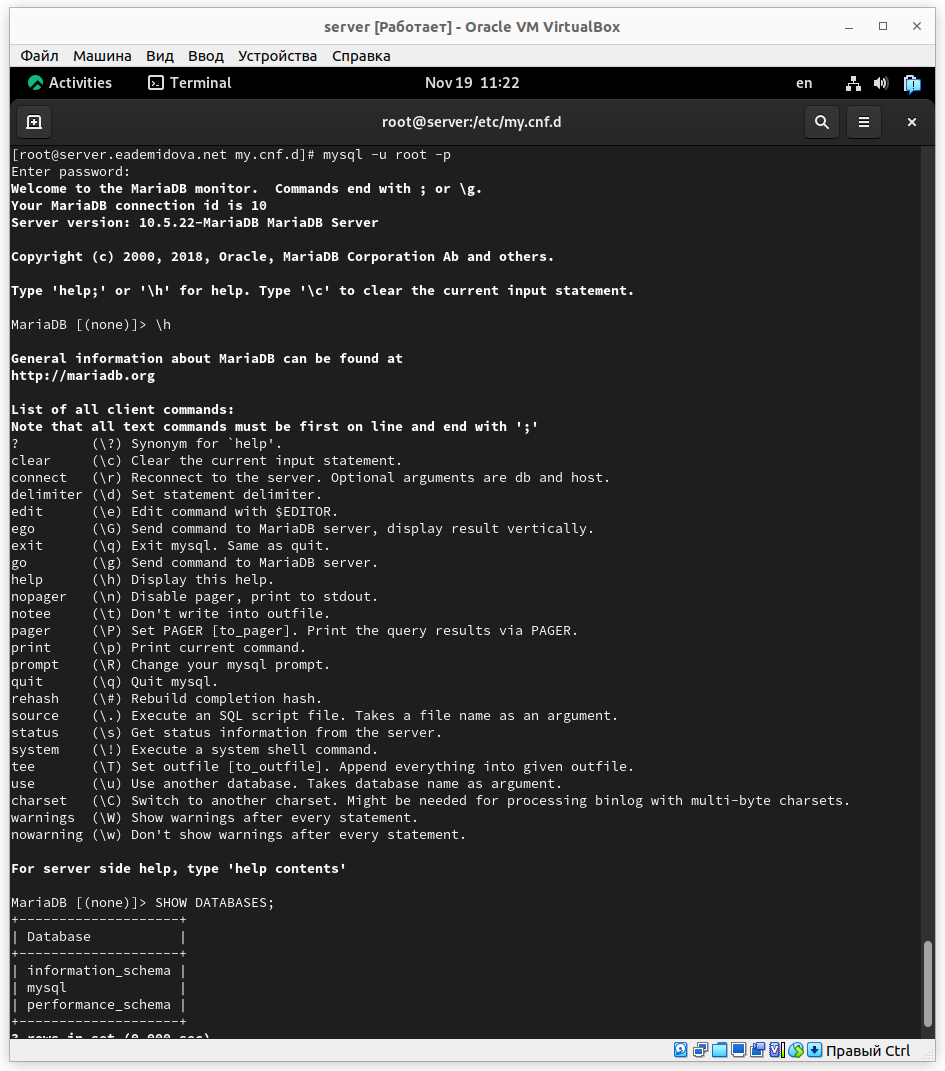 server [Работает] - Oracle VM VirtualBox
Файл Машина Вид Ввод Устройства Справка
Activities Terminal Nov 19 11:22 en
root@server:/etc/my.cnf.d
[root@server.eademidova.net my.cnf.d]# mysql -u root -p
Enter password:
Welcome to the MariaDB monitor.  Commands end with ; or \g.
Your MariaDB connection id is 10
Server version: 10.5.22-MariaDB MariaDB Server
Copyright (c) 2000, 2018, Oracle, MariaDB Corporation Ab and others.
Type 'help;' or '\h' for help. Type '\c' to clear the current input statement.
MariaDB [(none)]> \h
General information about MariaDB can be found at
http://mariadb.org
List of all client commands:
Note that all text commands must be first on line and end with ';'
?         (\?) Synonym for `help'.
clear     (\c) Clear the current input statement.
connect   (\r) Reconnect to the server. Optional arguments are db and host.
delimiter (\d) Set statement delimiter.
edit      (\e) Edit command with $EDITOR.
ego       (\G) Send command to MariaDB server, display result vertically.
exit      (\q) Exit mysql. Same as quit.
go        (\g) Send command to MariaDB server.
help      (\h) Display this help.
nopager   (\n) Disable pager, print to stdout.
notee     (\t) Don't write into outfile.
pager     (\P) Set PAGER [to_pager]. Print the query results via PAGER.
print     (\p) Print current command.
prompt    (\R) Change your mysql prompt.
quit      (\q) Quit mysql.
rehash    (\#) Rebuild completion hash.
source    (\.) Execute an SQL script file. Takes a file name as an argument.
status    (\s) Get status information from the server.
system    (\!) Execute a system shell command.
tee       (\T) Set outfile [to_outfile]. Append everything into given outfile.
use       (\u) Use another database. Takes database name as argument.
charset   (\C) Switch to another charset. Might be needed for processing binlog with multi-byte charsets.
warnings  (\W) Show warnings after every statement.
nowarning (\w) Don't show warnings after every statement.
For server side help, type 'help contents'
MariaDB [(none)]> SHOW DATABASES;
+--------------------+
| Database           |
+--------------------+
| information_schema |
| mysql              |
| performance_schema |
+--------------------+
3 rows in set (0.000 sec)
Правый Ctrl